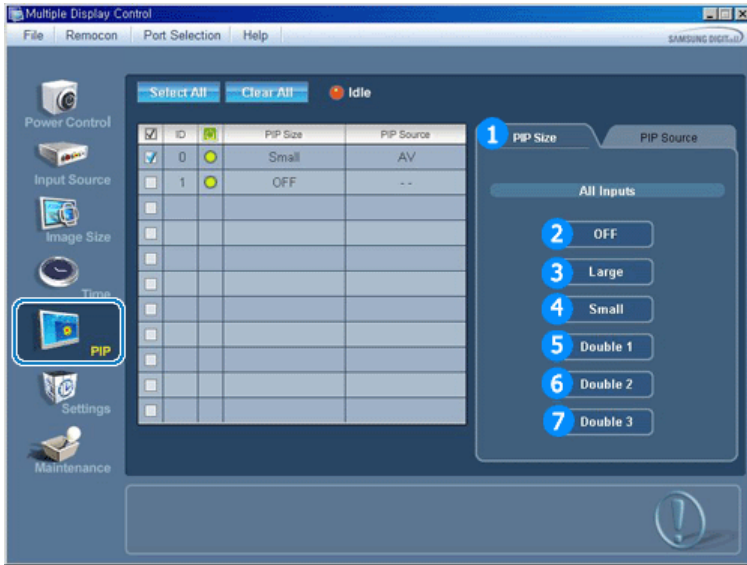 Multiple Display Control
File Remocon Port Selection Help
SAMSUNG DIGITall
Select All Clear All Idle
Power Control
Input Source
Image Size
Time
PIP
Settings
Maintenance
ID PIP Size PIP Source
0 Small AV
1 OFF - -
1 PIP Size PIP Source
All Inputs
2 OFF
3 Large
4 Small
5 Double 1
6 Double 2
7 Double 3